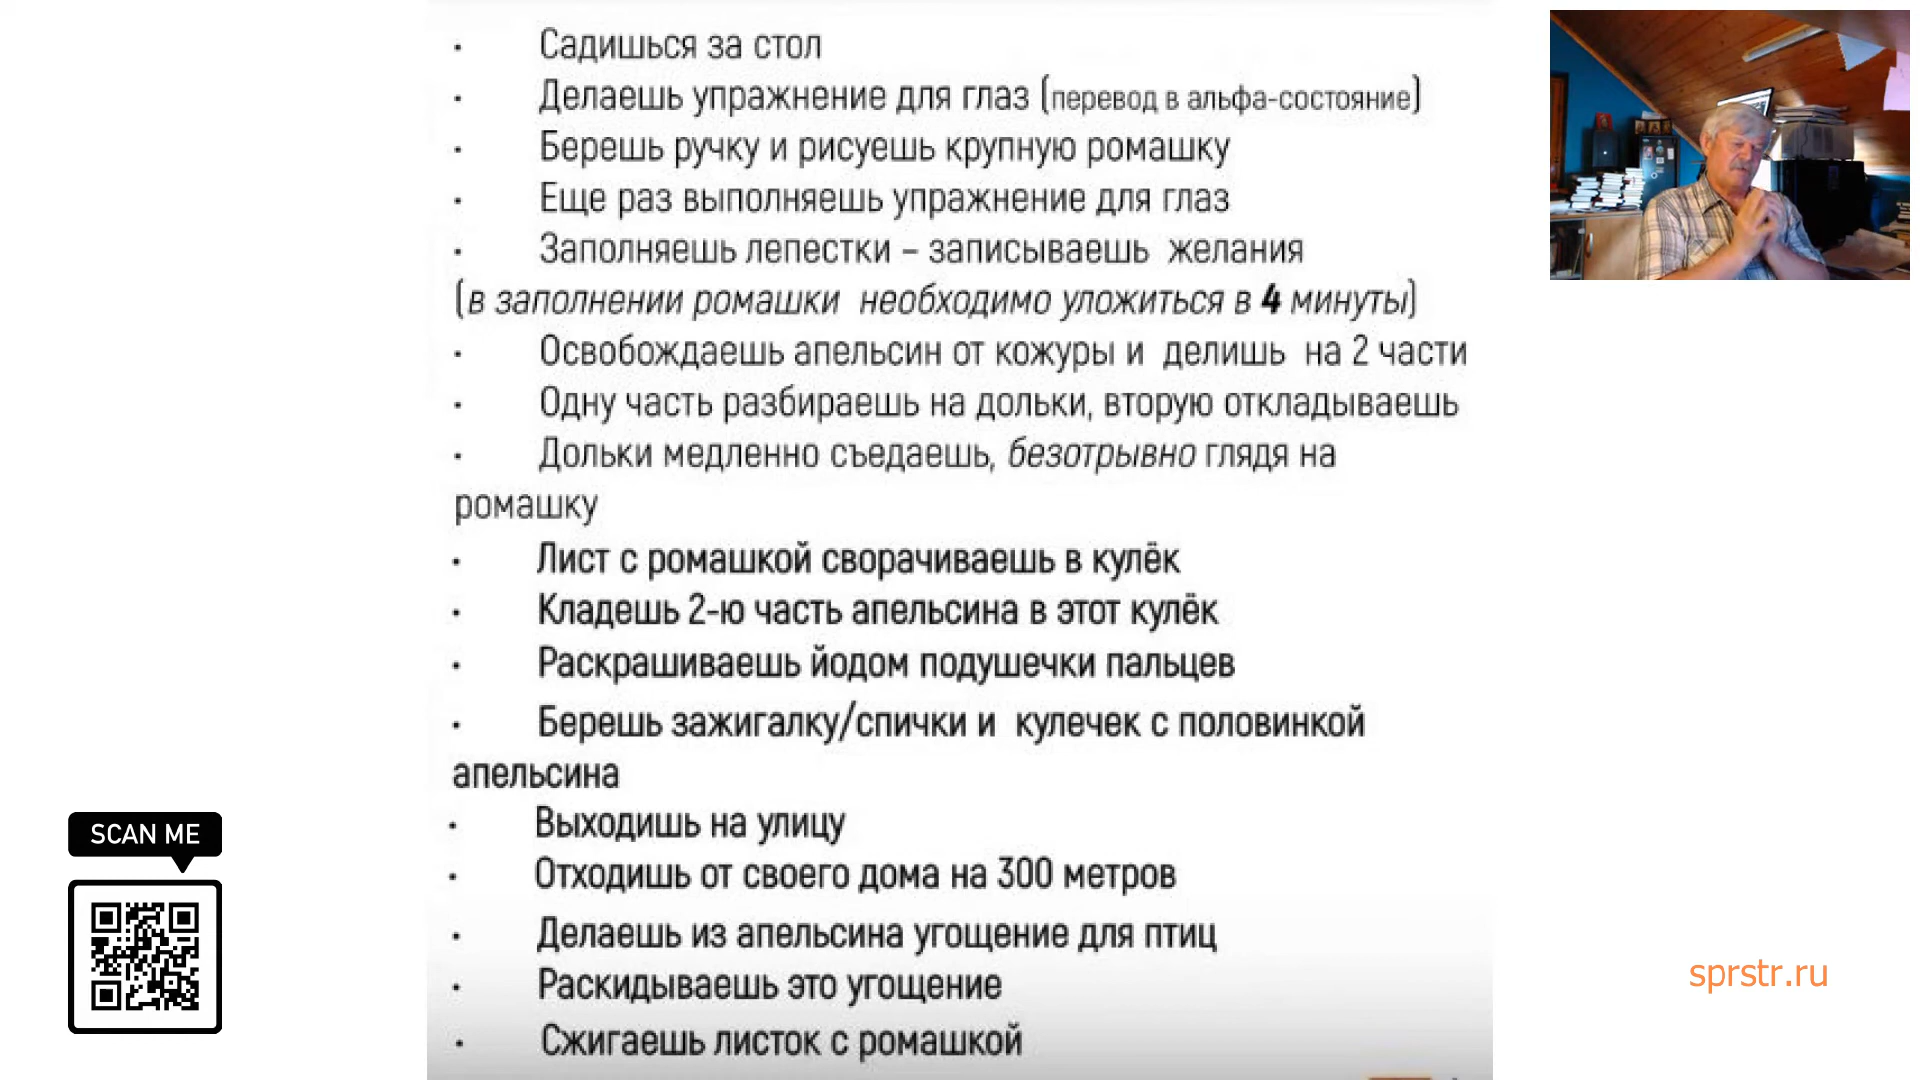 • Садишься за стол
• Делаешь упражнение для глаз (перевод в альфа-состояние)
• Берешь ручку и рисуешь крупную ромашку
• Еще раз выполняешь упражнение для глаз
• Заполняешь лепестки – записываешь желания
(в заполнении ромашки необходимо уложиться в 4 минуты)
• Освобождаешь апельсин от кожуры и делишь на 2 части
• Одну часть разбираешь на дольки, вторую откладываешь
• Дольки медленно съедаешь, безотрывно глядя на
ромашку
• Лист с ромашкой сворачиваешь в кулёк
• Кладешь 2-ю часть апельсина в этот кулёк
• Раскрашиваешь йодом подушечки пальцев
• Берешь зажигалку/спички и кулечек с половинкой
апельсина
• Выходишь на улицу
• Отходишь от своего дома на 300 метров
• Делаешь из апельсина угощение для птиц
• Раскидываешь это угощение
• Сжигаешь листок с ромашкой
SCAN ME
sprstr.ru